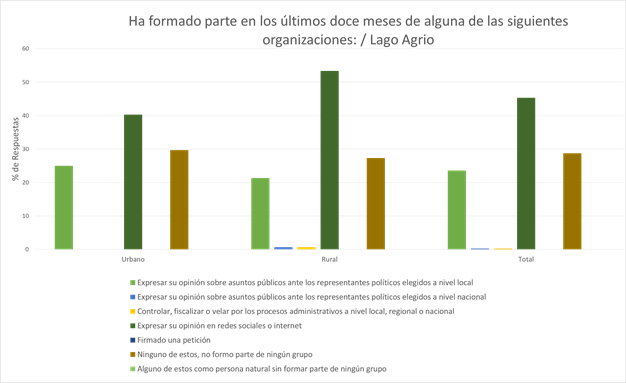 Ha formado parte en los últimos doce meses de alguna de las siguientes
organizaciones: / Lago Agrio
60
50
40
30
20
10
0
% de Respuestas
Urbano
Rural
Total
Expresar su opinión sobre asuntos públicos ante los representantes políticos elegidos a nivel local
Expresar su opinión sobre asuntos públicos ante los representantes políticos elegidos a nivel nacional
Controlar, fiscalizar o velar por los procesos administrativos a nivel local, regional o nacional
Expresar su opinión en redes sociales o internet
Firmado una petición
Ninguno de estos, no formo parte de ningún grupo
Alguno de estos como persona natural sin formar parte de ningún grupo